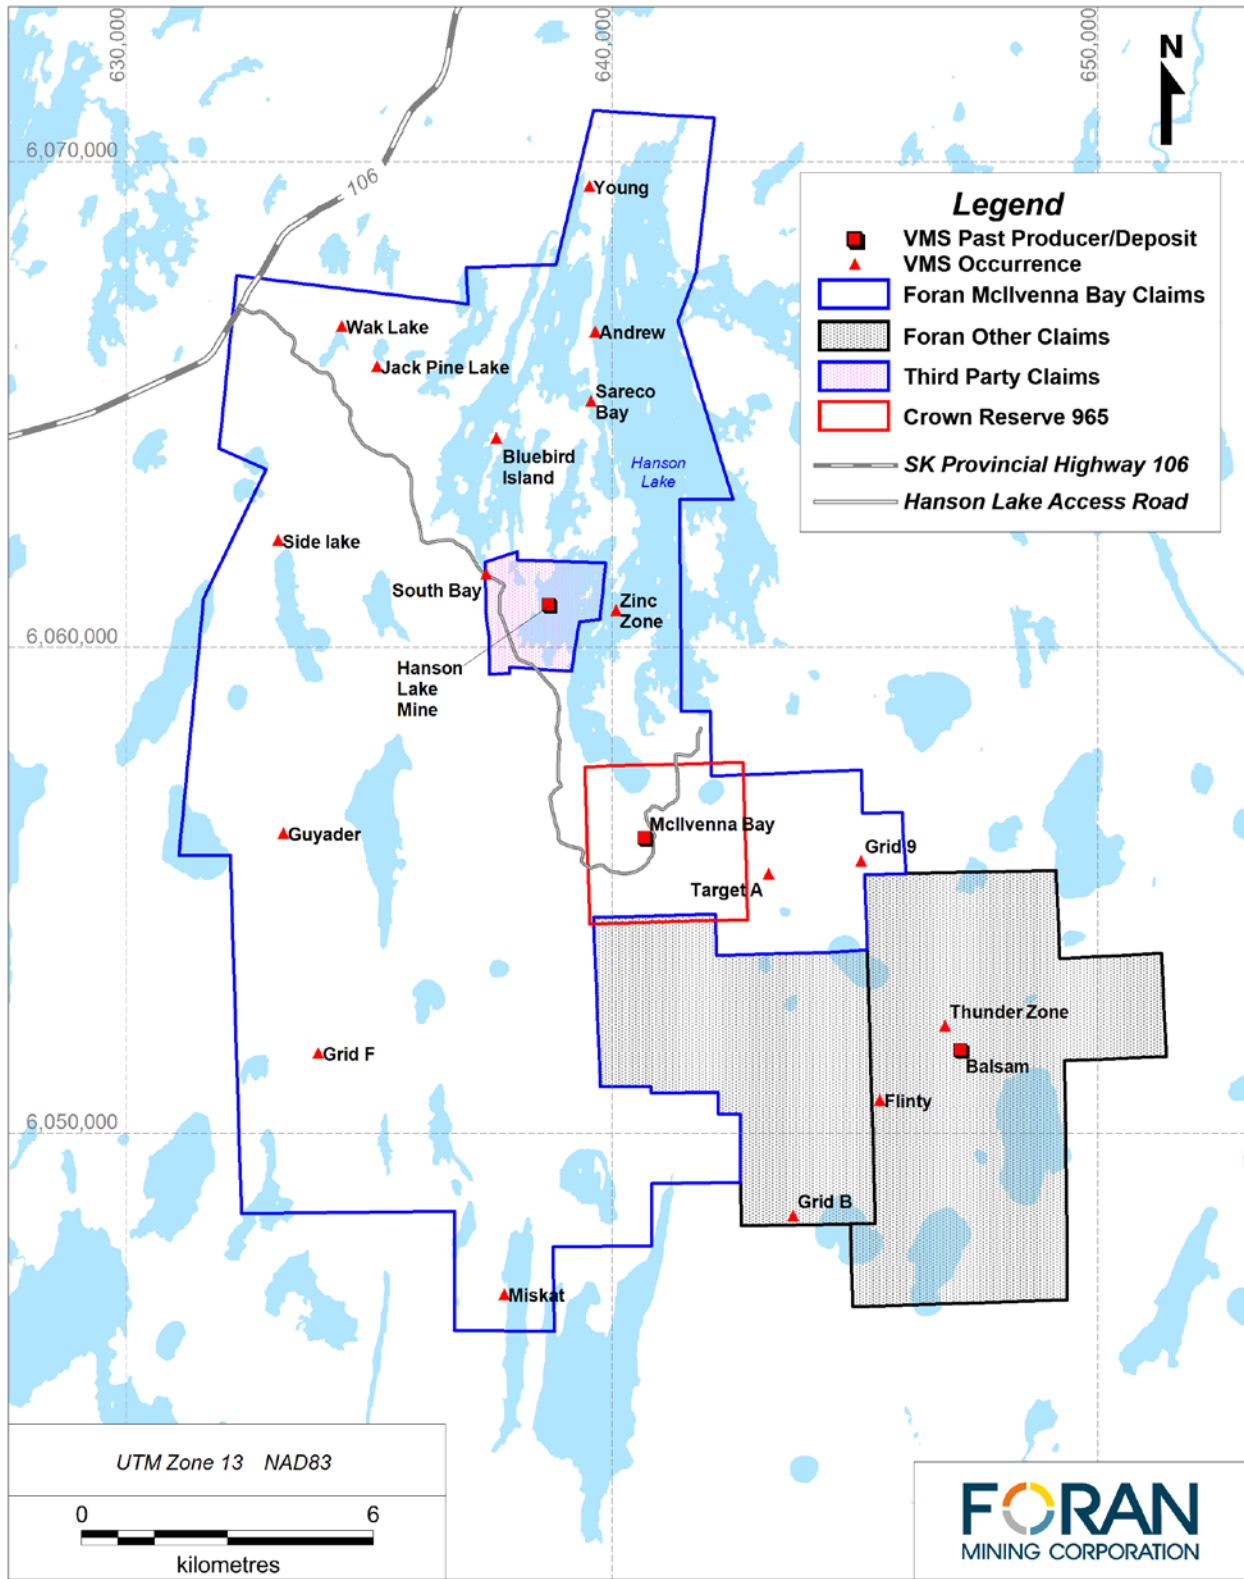 630,000
640,000
650,000
N
6,070,000
106
Young
Legend
VMS Past Producer/Deposit
VMS Occurrence
Foran McIlvenna Bay Claims
Foran Other Claims
Third Party Claims
Crown Reserve 965
SK Provincial Highway 106
Hanson Lake Access Road
Wak Lake
Andrew
Jack Pine Lake
Sareco
Bay
Bluebird
Island
Hanson
Lake
Side lake
South Bay
Zinc
Zone
6,060,000
Hanson
Lake
Mine
McIlvenna Bay
Guyader
Grid 9
Target A
Thunder Zone
Grid F
Balsam
Flinty
6,050,000
Grid B
Miskat
UTM Zone 13 NAD83
0 6
kilometres
FORAN
MINING CORPORATION